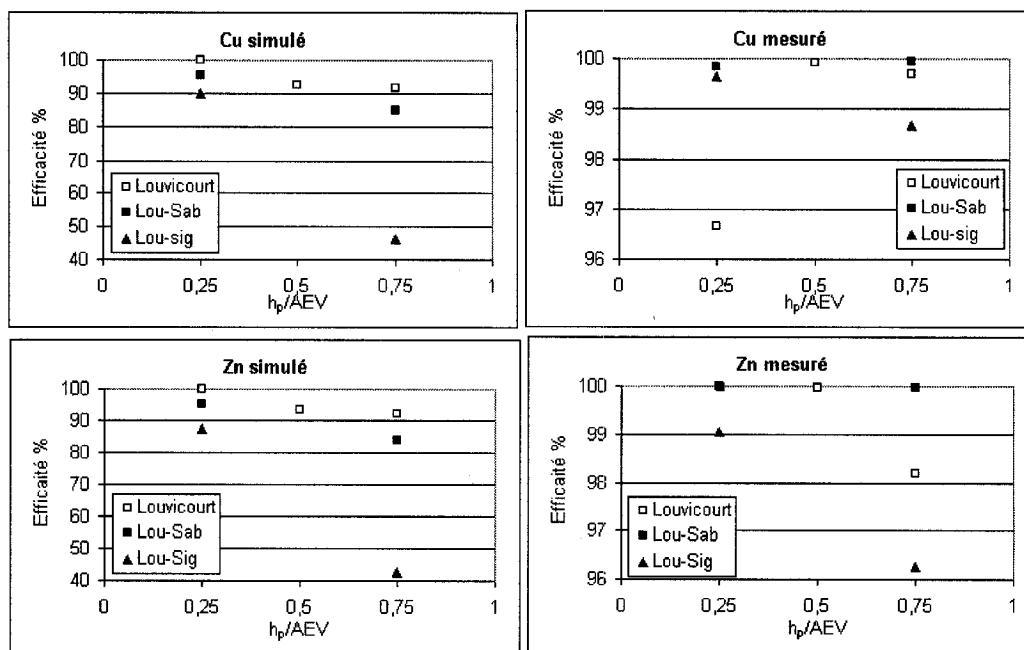 Cu simulé
Efficacité %
100
90
80
70
60
50
40
Louvicourt
Lou-Sab
Lou-sig
0
0,25
0,5
0,75
1
hp/AEV
Cu mesuré
Efficacité %
100
99
98
97
96
Louvicourt
Lou-Sab
Lou-sig
0
0,25
0,5
0,75
1
hp/AEV
Zn simulé
Efficaité %
100
90
80
70
60
50
40
Louvicourt
Lou-Sab
Lou-Sig
0
0,25
0,5
0,75
1
hp/AEV
Zn mesuré
Efficaité %
100
99
98
97
96
Louvicourt
Lou-Sab
Lou-Sig
0
0,25
0,5
0,75
1
hp/AEV